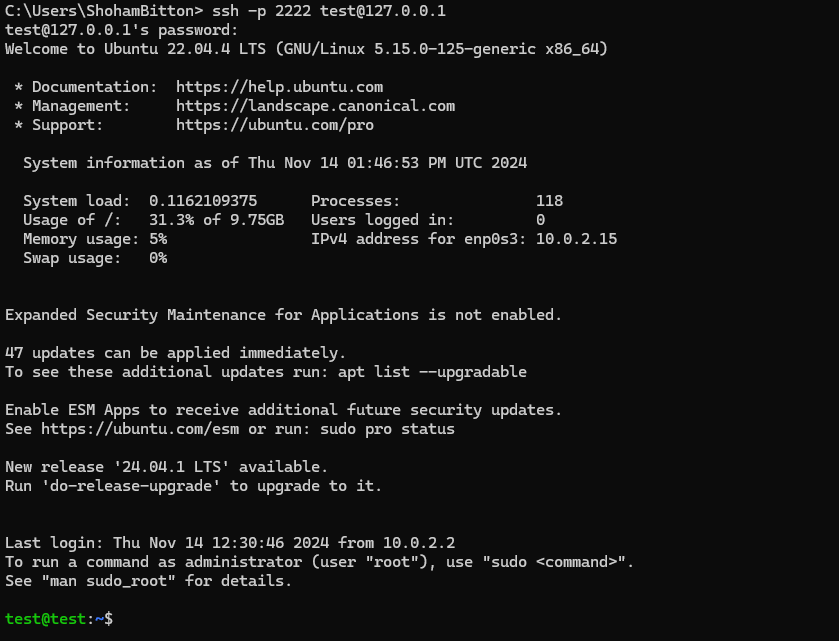 C:\Users\ShohamBitton> ssh -p 2222 test@127.0.0.1
test@127.0.0.1's password:
Welcome to Ubuntu 22.04.4 LTS (GNU/Linux 5.15.0-125-generic x86_64)

 * Documentation:  https://help.ubuntu.com
 * Management:     https://landscape.canonical.com
 * Support:        https://ubuntu.com/pro

  System information as of Thu Nov 14 01:46:53 PM UTC 2024

  System load:  0.1162109375      Processes:               118
  Usage of /:   31.3% of 9.75GB   Users logged in:         0
  Memory usage: 5%                IPv4 address for enp0s3: 10.0.2.15
  Swap usage:   0%


Expanded Security Maintenance for Applications is not enabled.

47 updates can be applied immediately.
To see these additional updates run: apt list --upgradable

Enable ESM Apps to receive additional future security updates.
See https://ubuntu.com/esm or run: sudo pro status

New release '24.04.1 LTS' available.
Run 'do-release-upgrade' to upgrade to it.


Last login: Thu Nov 14 12:30:46 2024 from 10.0.2.2
To run a command as administrator (user "root"), use "sudo <command>".
See "man sudo_root" for details.

test@test:~$